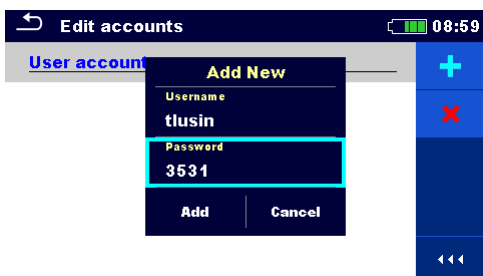 Edit accounts
08:59
User account
Add New
Username
tlusin
Password
3531
Add
Cancel